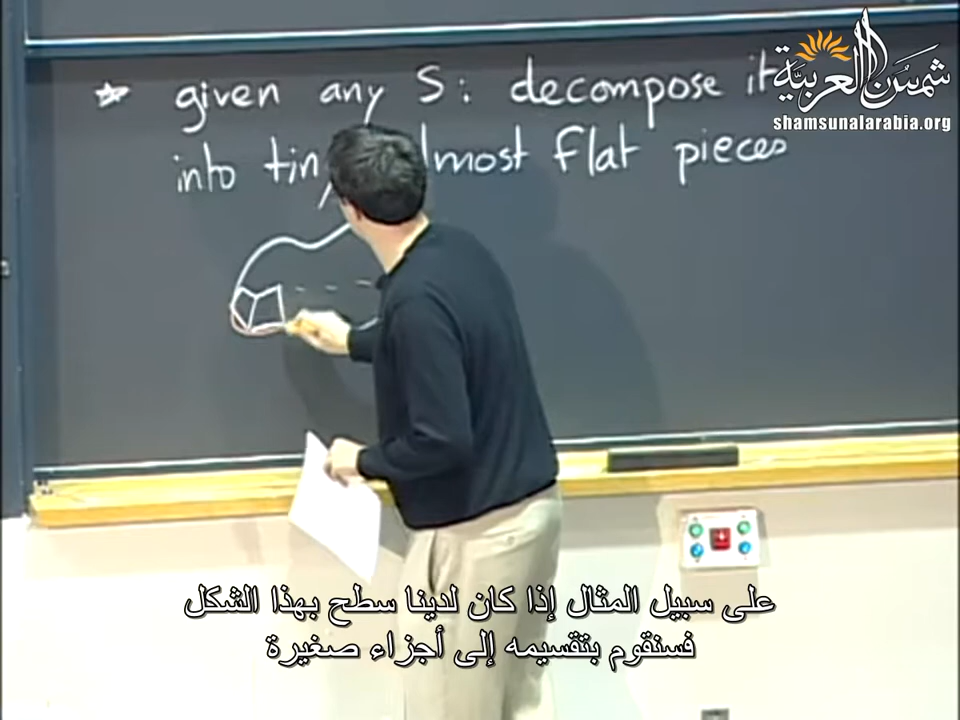 شمس العربية
shamsunalarabia.org
given any S: decompose it
into tiny almost flat pieces
على سبيل المثال إذا كان لدينا سطح بهذا الشكل
فسنقوم بتقسيمه إلى أجزاء صغيرة